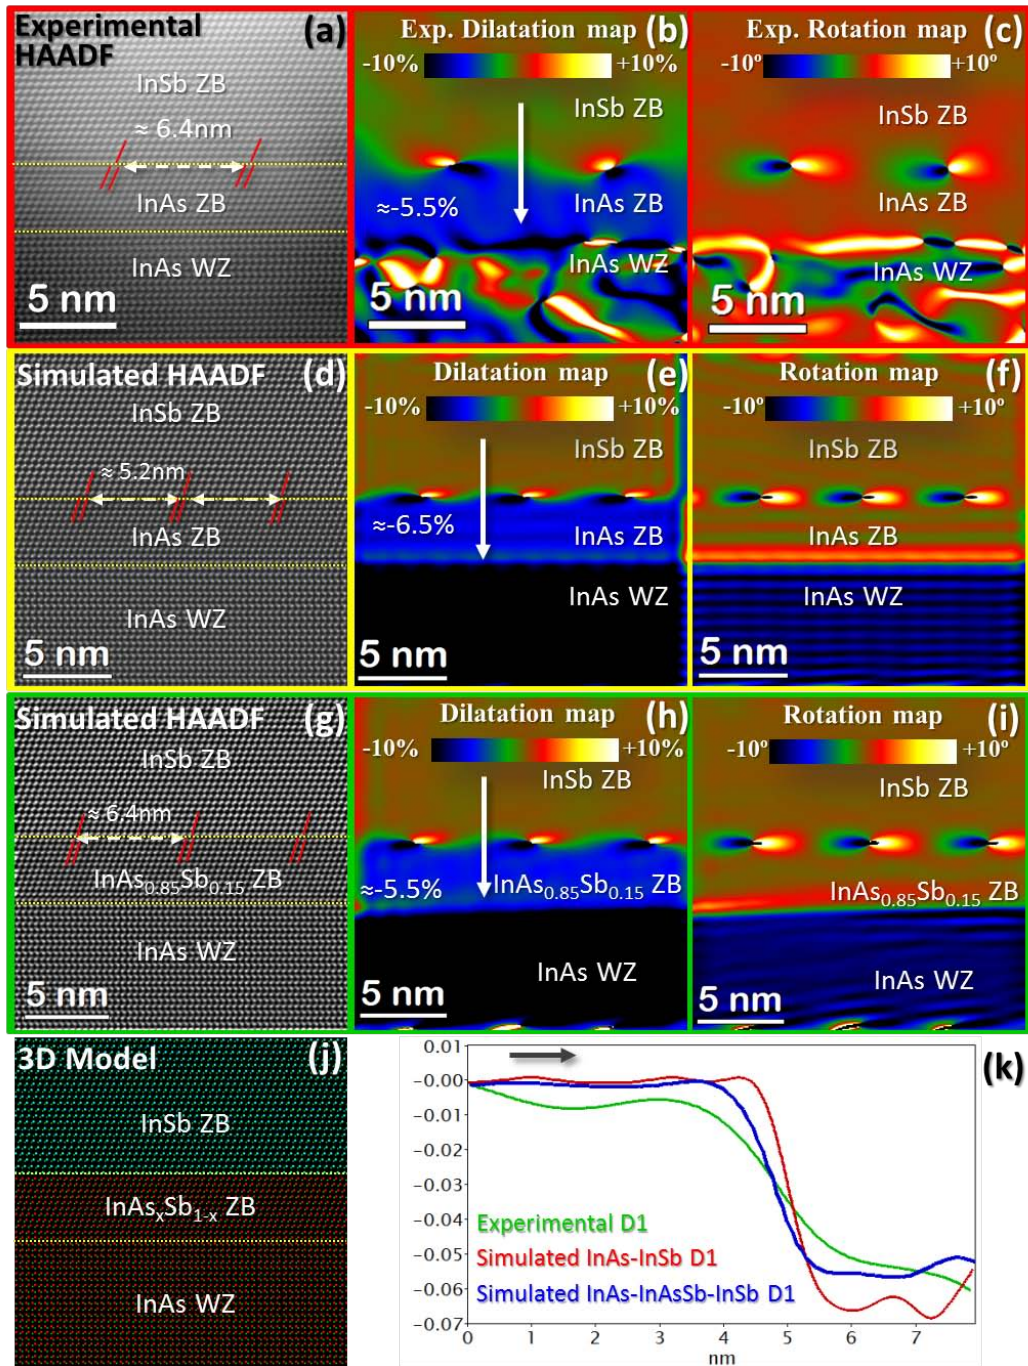 Experimental HAADF
(a)
InSb ZB
≈ 6.4nm
InAs ZB
InAs WZ
5 nm
Exp. Dilatation map
(b)
-10%
+10%
InSb ZB
≈-5.5%
InAs ZB
InAs WZ
5 nm
Exp. Rotation map
(c)
-10º
+10º
InSb ZB
InAs ZB
InAs WZ
5 nm
Simulated HAADF
(d)
InSb ZB
≈ 5.2nm
InAs ZB
InAs WZ
5 nm
Dilatation map
(e)
-10%
+10%
InSb ZB
≈-6.5%
InAs ZB
InAs WZ
5 nm
Rotation map
(f)
-10º
+10º
InSb ZB
InAs ZB
InAs WZ
5 nm
Simulated HAADF
(g)
InSb ZB
≈ 6.4nm
InAs0.85Sb0.15 ZB
InAs WZ
5 nm
Dilatation map
(h)
-10%
+10%
InSb ZB
≈-5.5%
InAs0.85Sb0.15 ZB
InAs WZ
5 nm
Rotation map
(i)
-10º
+10º
InSb ZB
InAs0.85Sb0.15 ZB
InAs WZ
5 nm
3D Model
(j)
InSb ZB
InAsxSb1-x ZB
InAs WZ
(k)
0.01
-0.00
-0.01
-0.02
-0.03
-0.04
-0.05
-0.06
-0.07
Experimental D1
Simulated InAs-InSb D1
Simulated InAs-InAsSb-InSb D1
0 1 2 3 4 5 6 7
nm